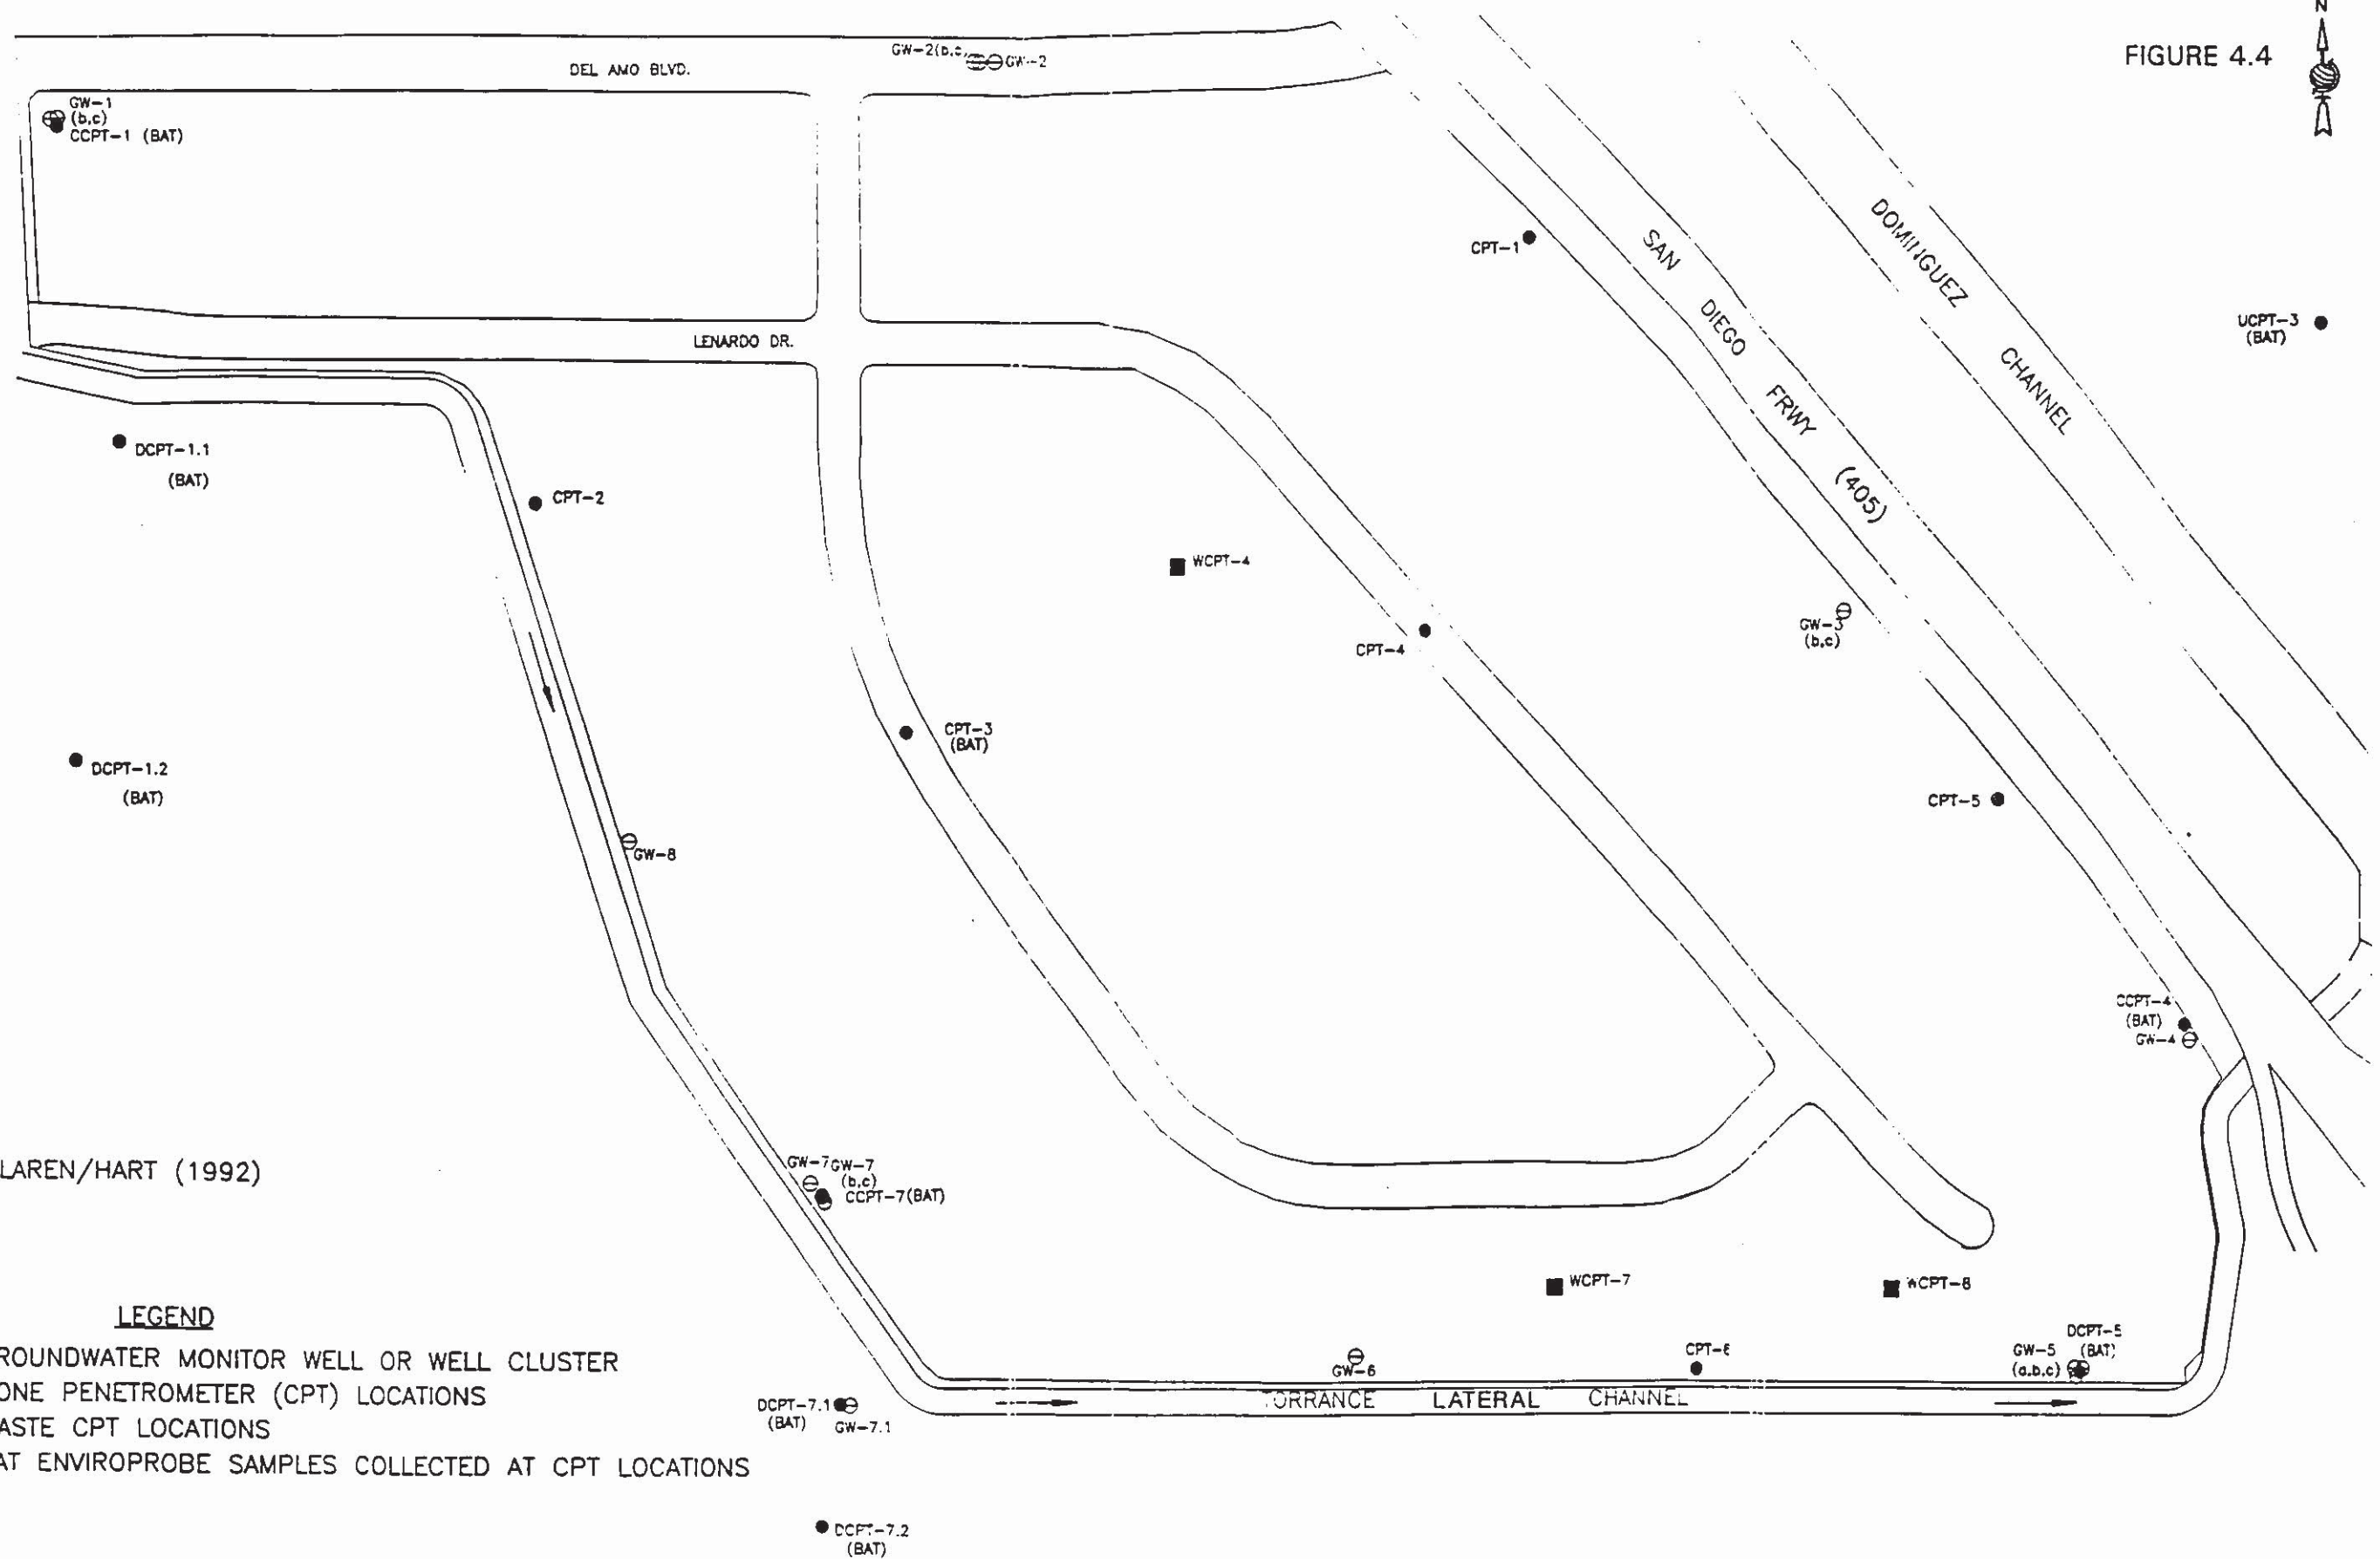 N
FIGURE 4.4
GW-2(b,c,
GW-2
DEL AMO BLVD.
GW-1
(b,c)
CCPT-1 (BAT)
CPT-1
SAN DIEGO FRWY (405)
DOMINGUEZ CHANNEL
UCPT-3
(BAT)
LENARDO DR.
DCPT-1.1
(BAT)
CPT-2
WCPT-4
CPT-4
GW-3
(b,c)
CPT-3
(BAT)
DCPT-1.2
(BAT)
CPT-5
GW-8
CCPT-4
(BAT)
GW-4
GW-7
GW-7
(b,c)
CCPT-7(BAT)
LAREN/HART (1992)
WCPT-7
WCPT-8
LEGEND
ROUNDWATER MONITOR WELL OR WELL CLUSTER
ONE PENETROMETER (CPT) LOCATIONS
ASTE CPT LOCATIONS
AT ENVIROPROBE SAMPLES COLLECTED AT CPT LOCATIONS
GW-6
CPT-6
DCPT-5
(BAT)
GW-5
(a,b,c)
TORRANCE LATERAL CHANNEL
DCPT-7.1
(BAT)
GW-7.1
DCPT-7.2
(BAT)